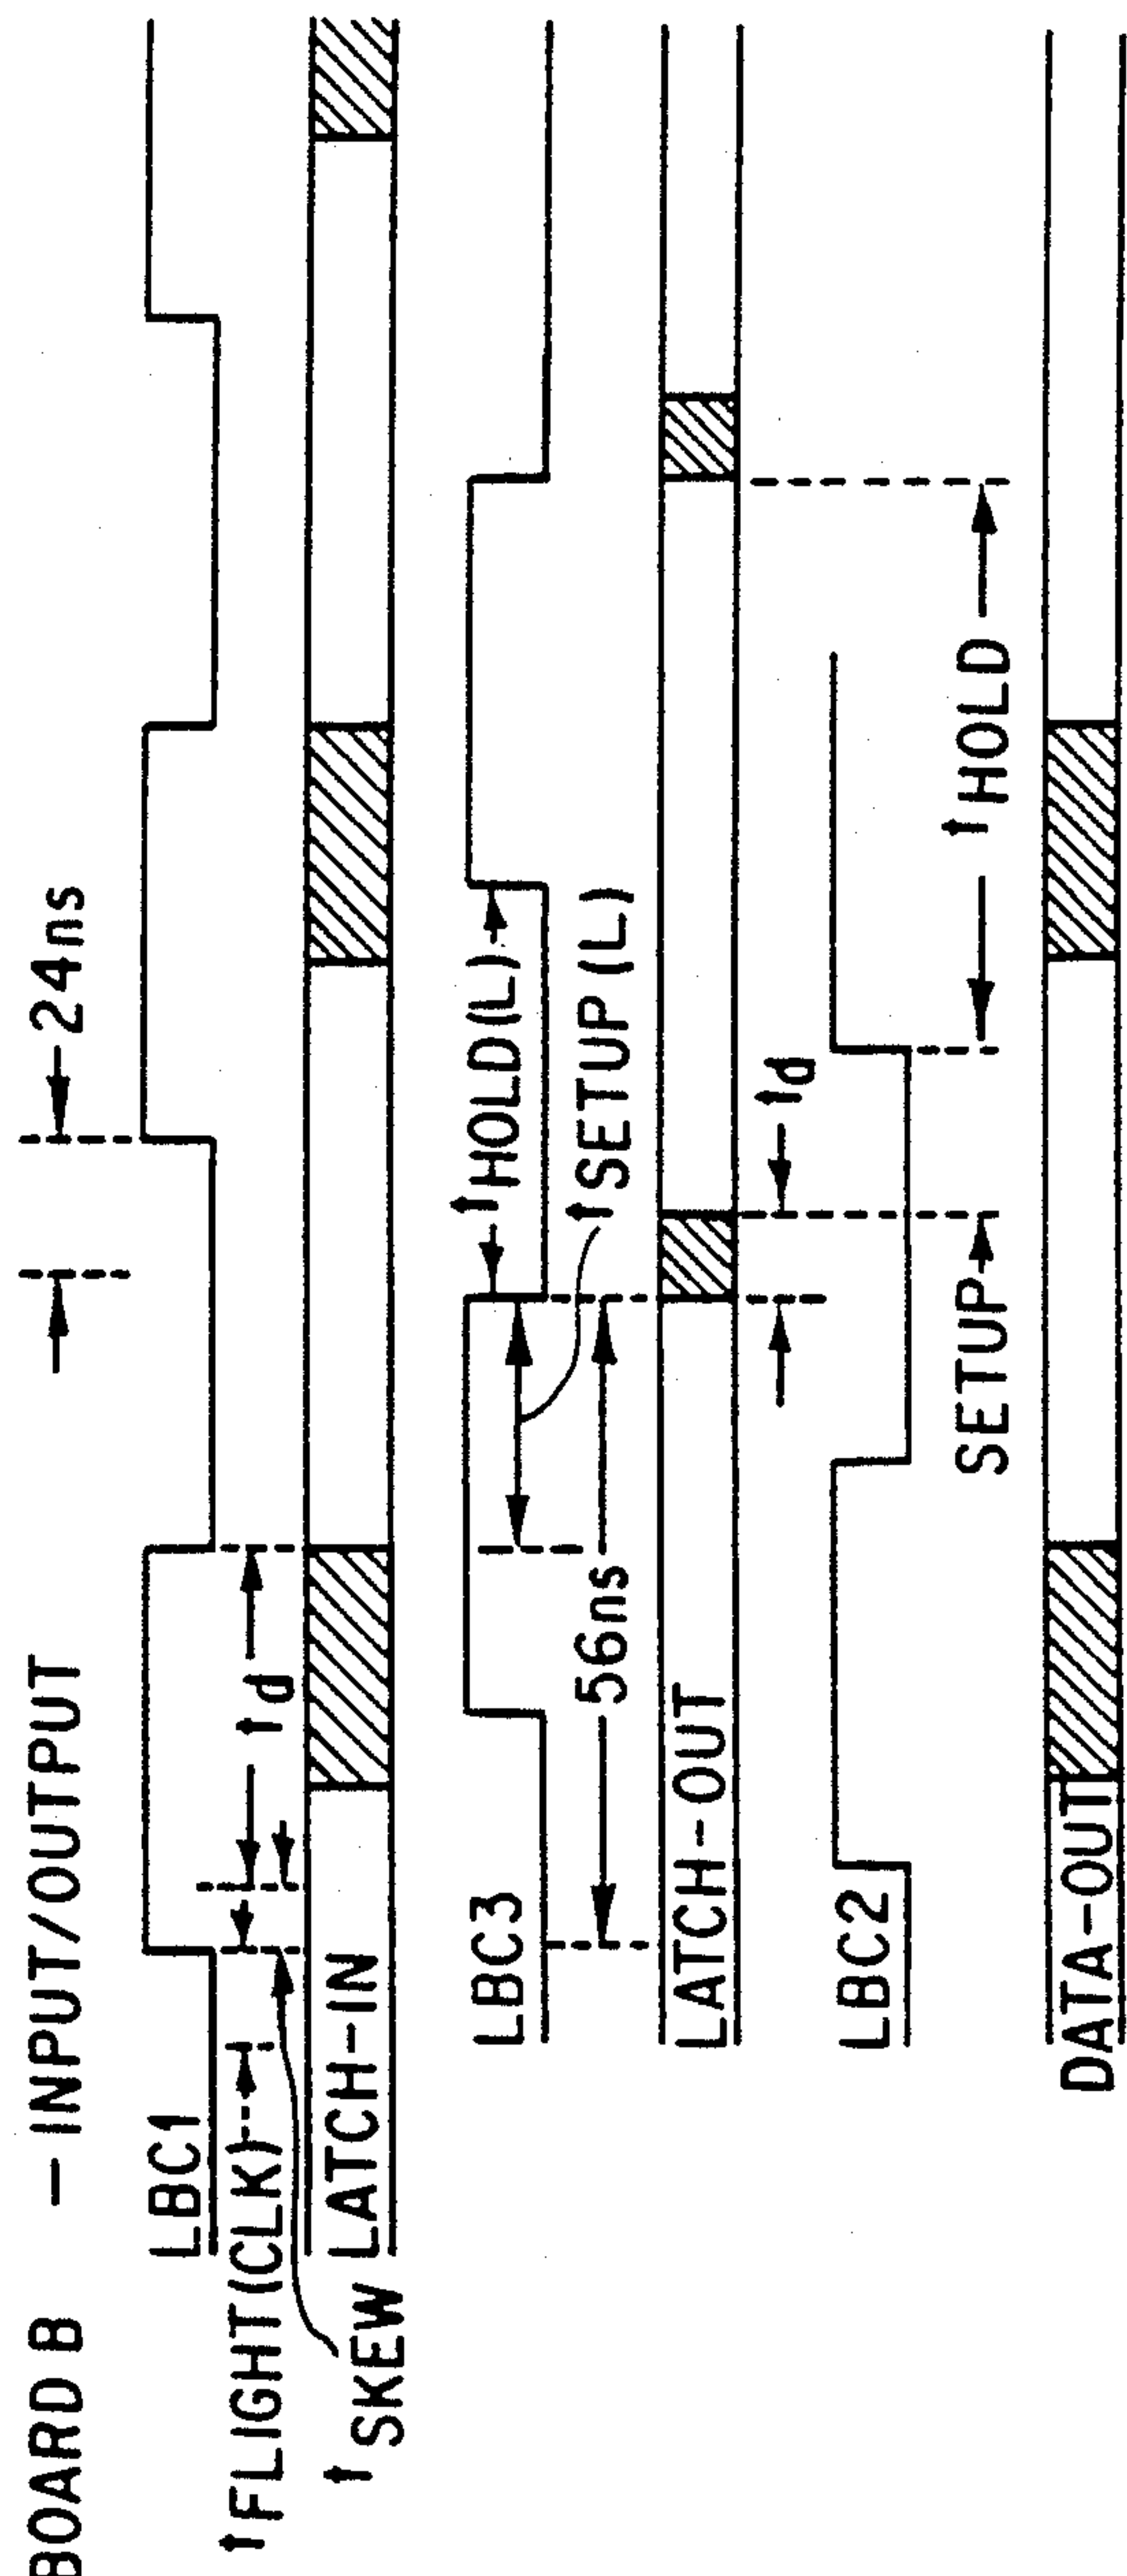 BOARD B - INPUT/OUTPUT
24ns
LBC1
tFLIGHT(CLK)
td
tSKEW
LATCH-IN
LBC3
tHOLD(L)
tSETUP(L)
56ns
LATCH-OUT
td
LBC2
SETUP
tHOLD
DATA-OUT